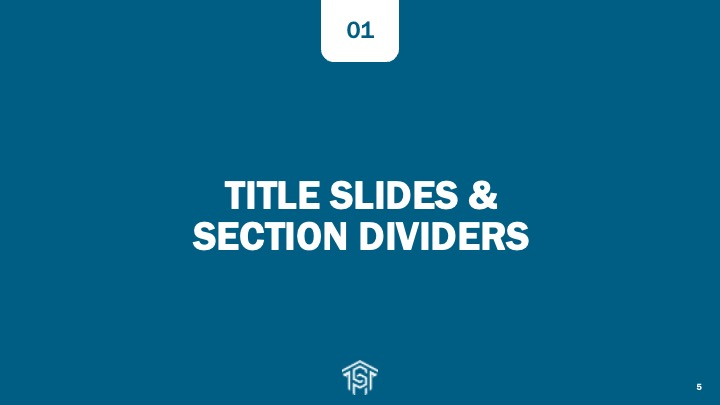 01
TITLE SLIDES &
SECTION DIVIDERS
5